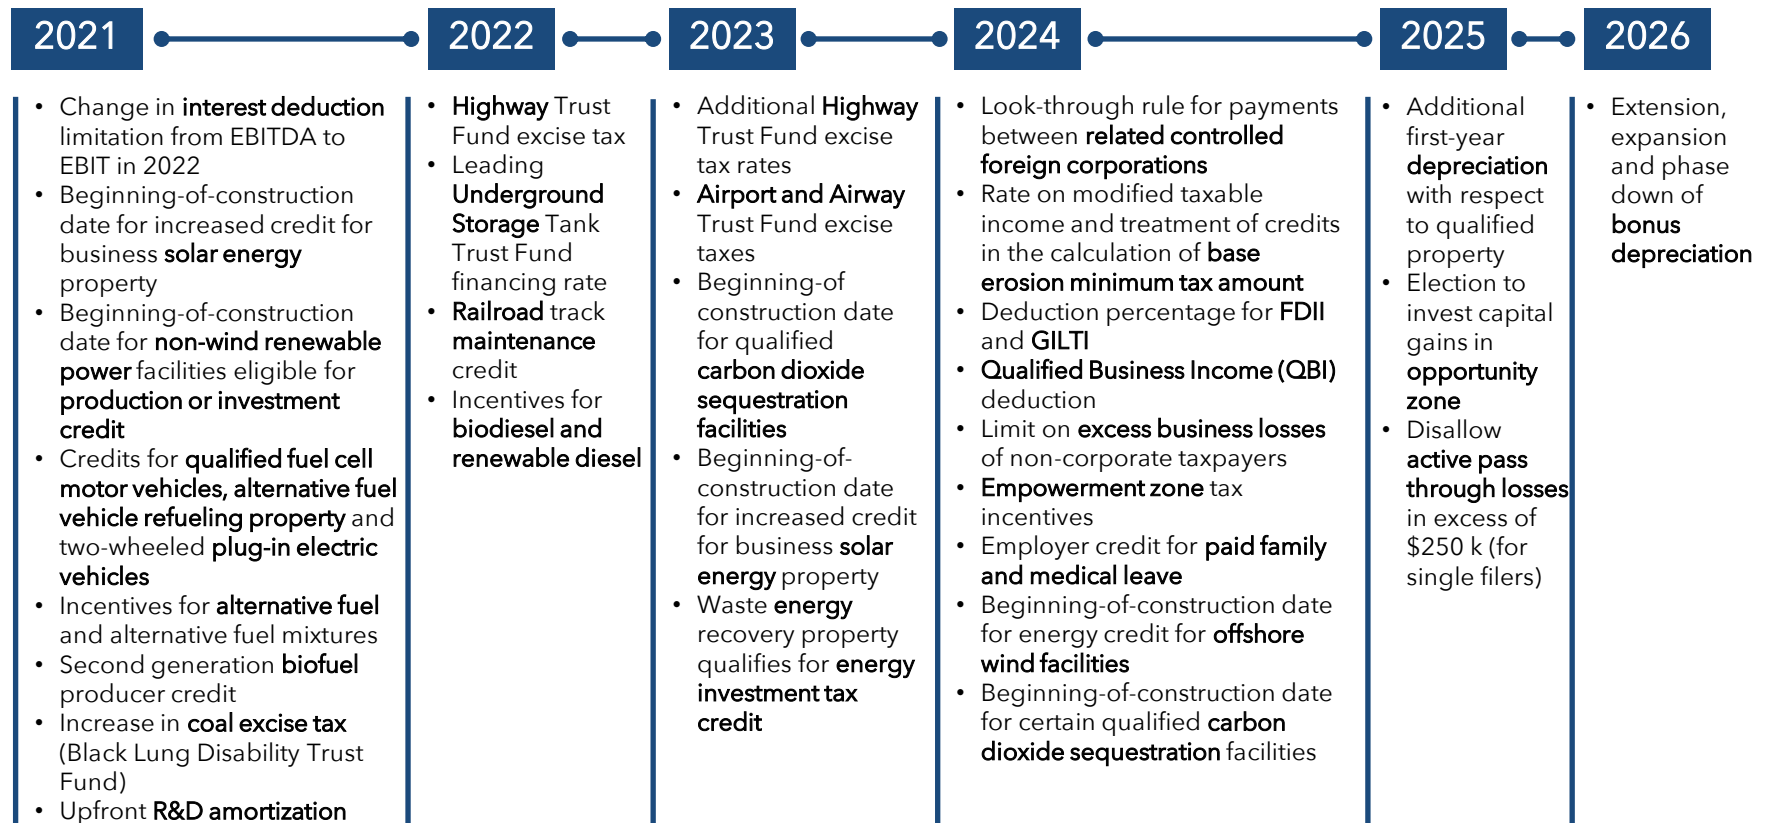 2021
2022
2023
2024
2025
2026
• Change in interest deduction
limitation from EBITDA to
EBIT in 2022
• Beginning-of-construction
date for increased credit for
business solar energy
property
• Beginning-of-construction
date for non-wind renewable
power facilities eligible for
production or investment
credit
• Credits for qualified fuel cell
motor vehicles, alternative fuel
vehicle refueling property and
two-wheeled plug-in electric
vehicles
• Incentives for alternative fuel
and alternative fuel mixtures
• Second generation biofuel
producer credit
• Increase in coal excise tax
(Black Lung Disability Trust
Fund)
• Upfront R&D amortization
• Highway Trust
Fund excise tax
• Leading
Underground
Storage Tank
Trust Fund
financing rate
• Railroad track
maintenance
credit
• Incentives for
biodiesel and
renewable diesel
• Additional Highway
Trust Fund excise
tax rates
• Airport and Airway
Trust Fund excise
taxes
• Beginning-of
construction date
for qualified
carbon dioxide
sequestration
facilities
• Beginning-of-
construction date
for increased credit
for business solar
energy property
• Waste energy
recovery property
qualifies for energy
investment tax
credit
• Look-through rule for payments
between related controlled
foreign corporations
• Rate on modified taxable
income and treatment of credits
in the calculation of base
erosion minimum tax amount
• Deduction percentage for FDII
and GILTI
• Qualified Business Income (QBI)
deduction
• Limit on excess business losses
of non-corporate taxpayers
• Empowerment zone tax
incentives
• Employer credit for paid family
and medical leave
• Beginning-of-construction date
for energy credit for offshore
wind facilities
• Beginning-of-construction date
for certain qualified carbon
dioxide sequestration facilities
• Additional
first-year
depreciation
with respect
to qualified
property
• Election to
invest capital
gains in
opportunity
zone
• Disallow
active pass
through losses
in excess of
$250 k (for
single filers)
• Extension,
expansion
and phase
down of
bonus
depreciation